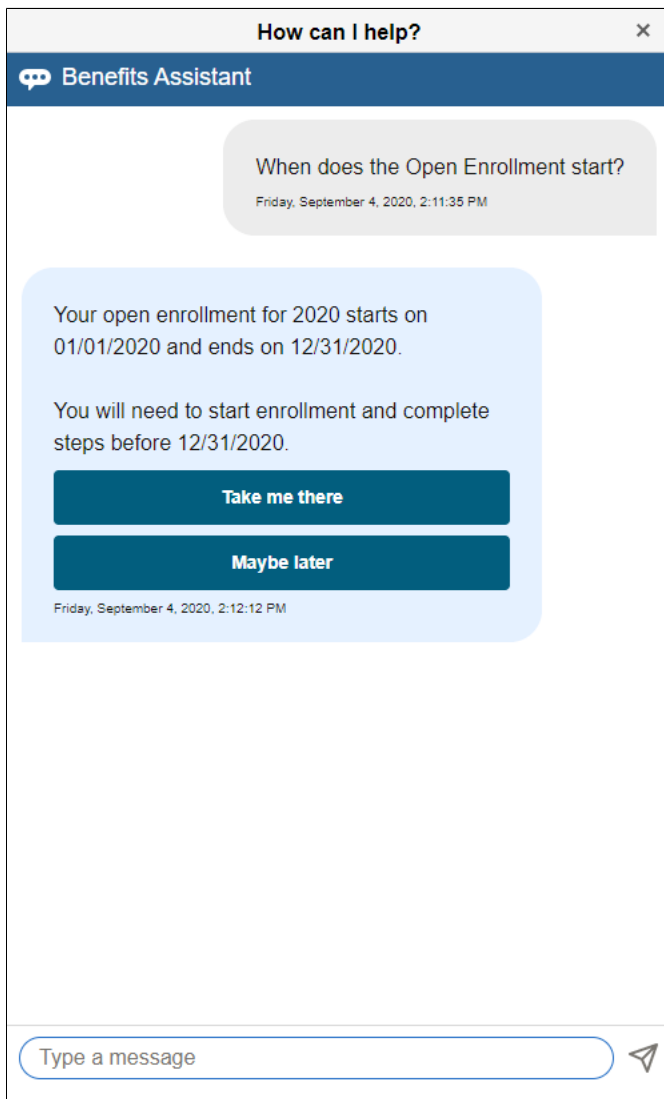 How can I help?
Benefits Assistant
When does the Open Enrollment start?
Friday, September 4, 2020, 2:11:35 PM
Your open enrollment for 2020 starts on
01/01/2020 and ends on 12/31/2020.
You will need to start enrollment and complete
steps before 12/31/2020.
Take me there
Maybe later
Friday, September 4, 2020, 2:12:12 PM
Type a message